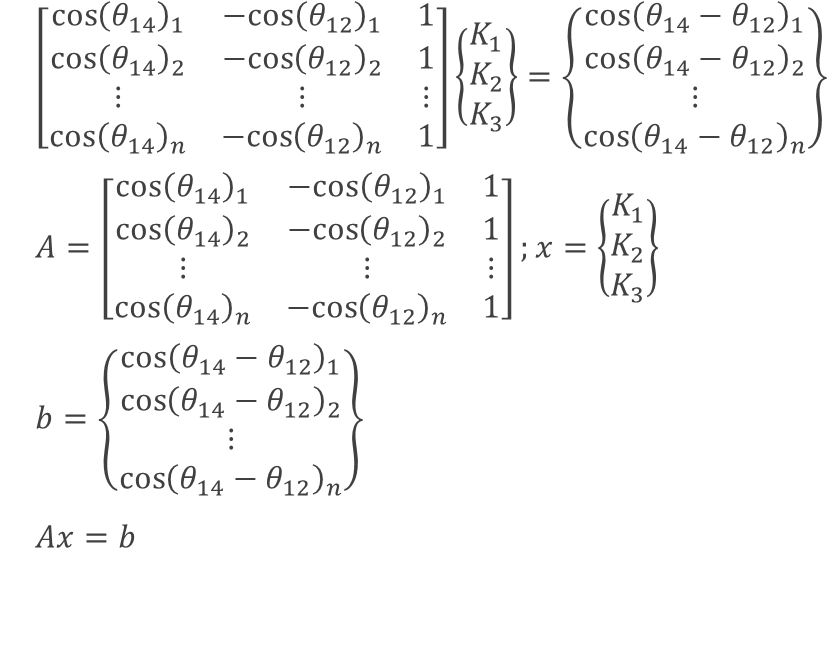 [cos(θ₁₄)₁ −cos(θ₁₂)₁ 1] {K₁} = {cos(θ₁₄ − θ₁₂)₁}
[cos(θ₁₄)₂ −cos(θ₁₂)₂ 1] {K₂} {cos(θ₁₄ − θ₁₂)₂}
[⋮ ⋮ ⋮] {K₃} {⋮}
[cos(θ₁₄)ₙ −cos(θ₁₂)ₙ 1] {cos(θ₁₄ − θ₁₂)ₙ}
A = [cos(θ₁₄)₁ −cos(θ₁₂)₁ 1] ; x = {K₁}
[cos(θ₁₄)₂ −cos(θ₁₂)₂ 1] {K₂}
[⋮ ⋮ ⋮] {K₃}
[cos(θ₁₄)ₙ −cos(θ₁₂)ₙ 1]
b = {cos(θ₁₄ − θ₁₂)₁}
{cos(θ₁₄ − θ₁₂)₂}
{⋮}
{cos(θ₁₄ − θ₁₂)ₙ}
Ax = b